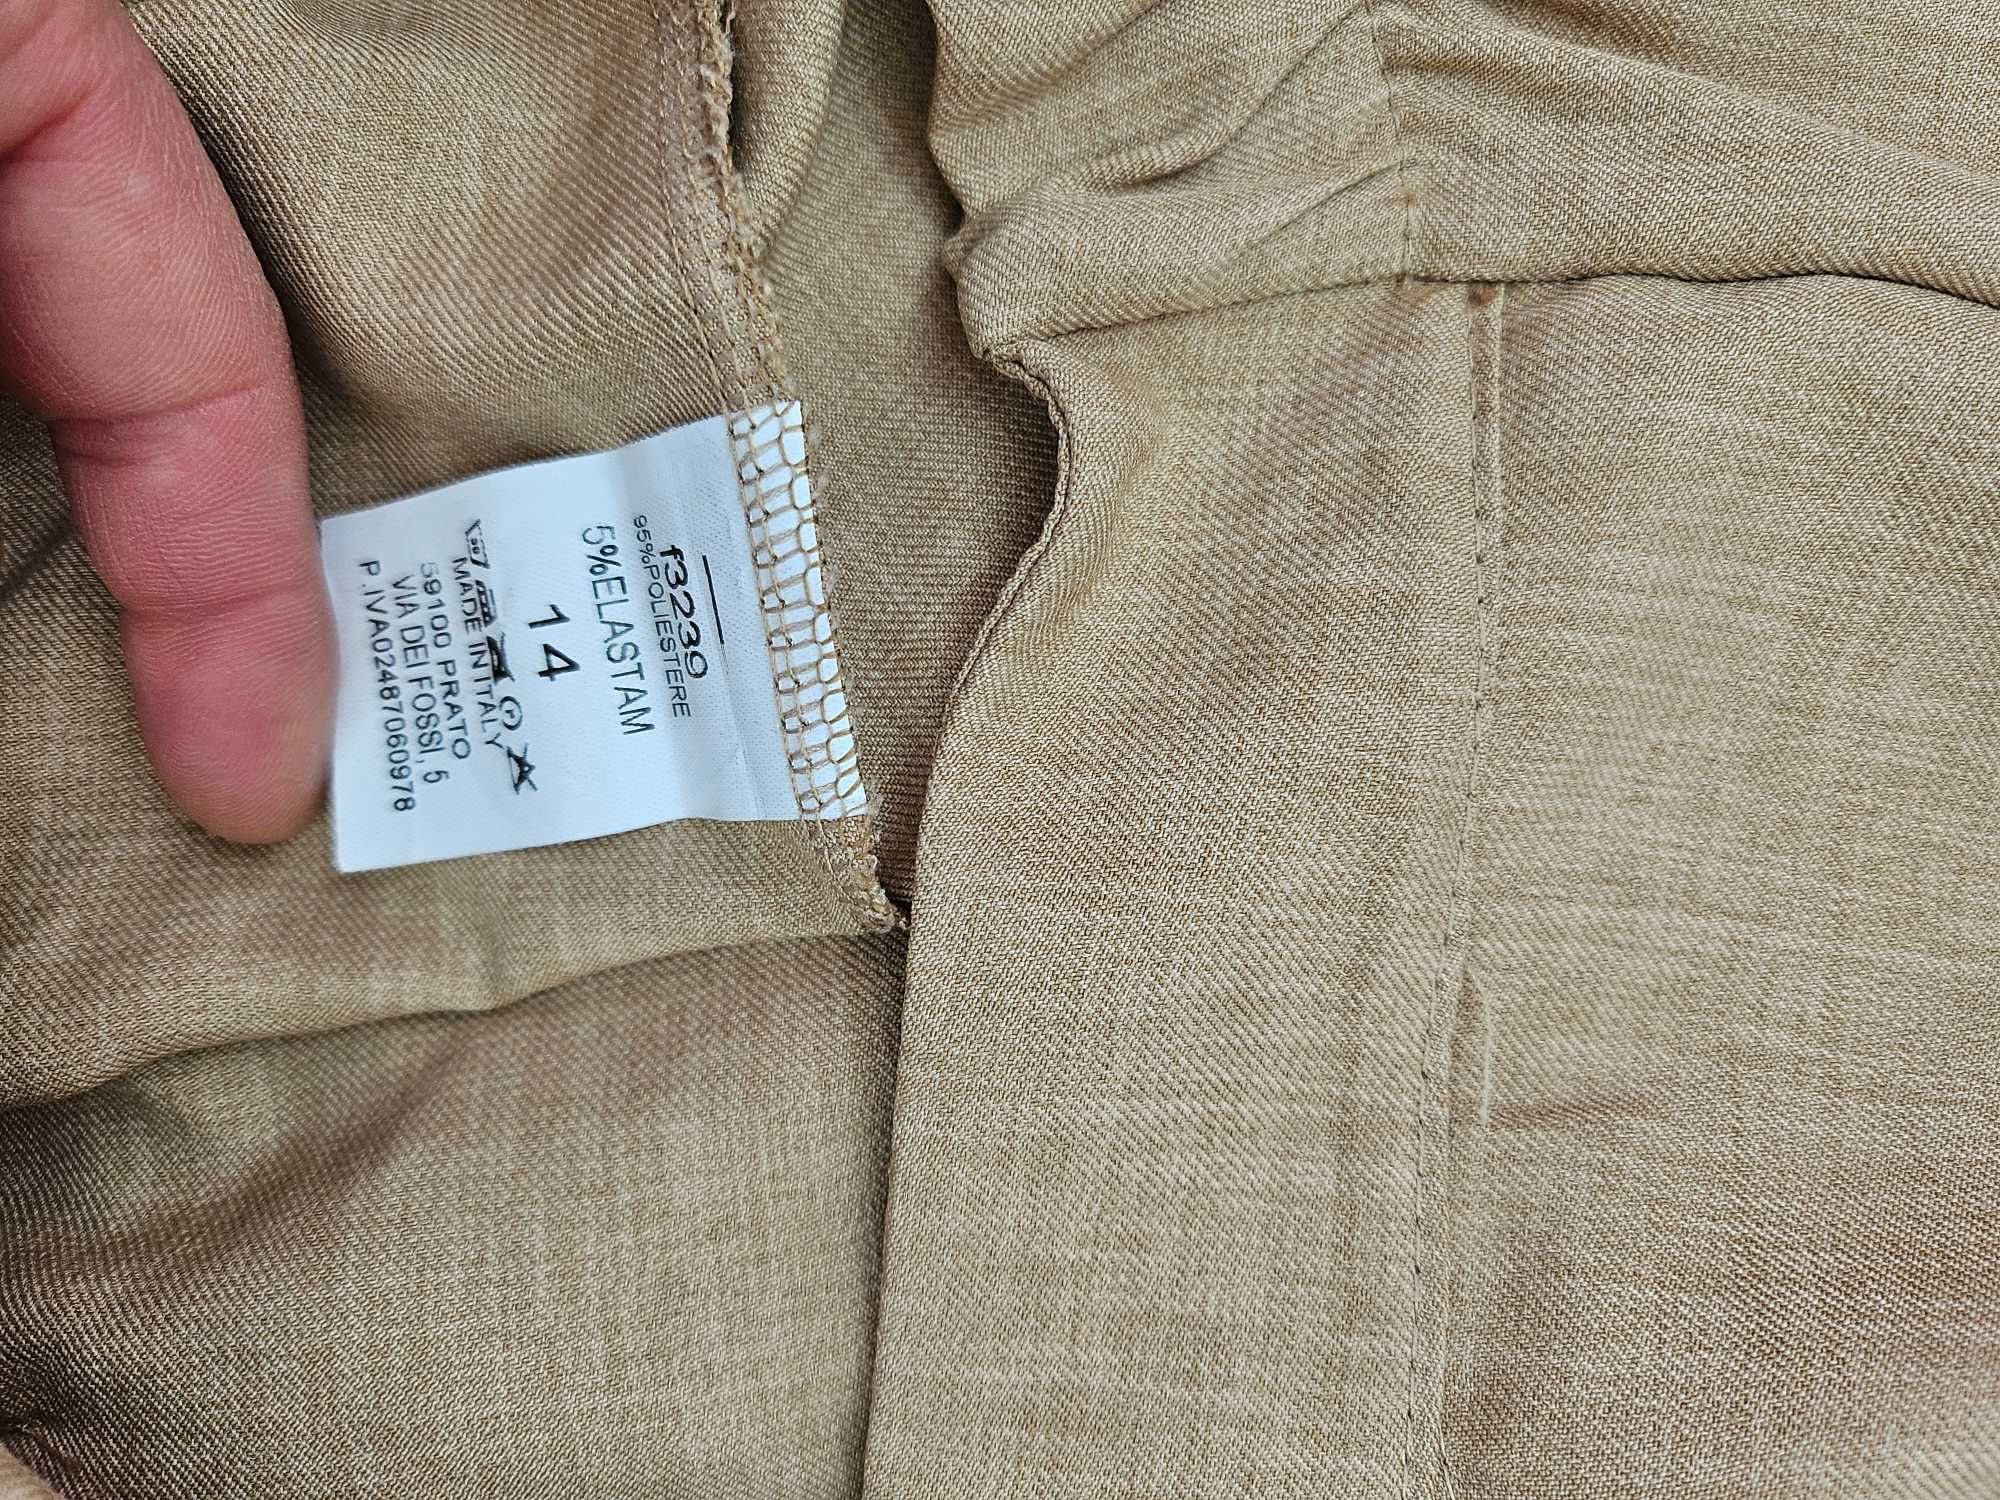 f3239
95%POLIESTERE
5%ELASTAM
14
MADE IN ITALY
59100 PRATO
VIA DEI FOSSI, 5
P.IVA02487060978